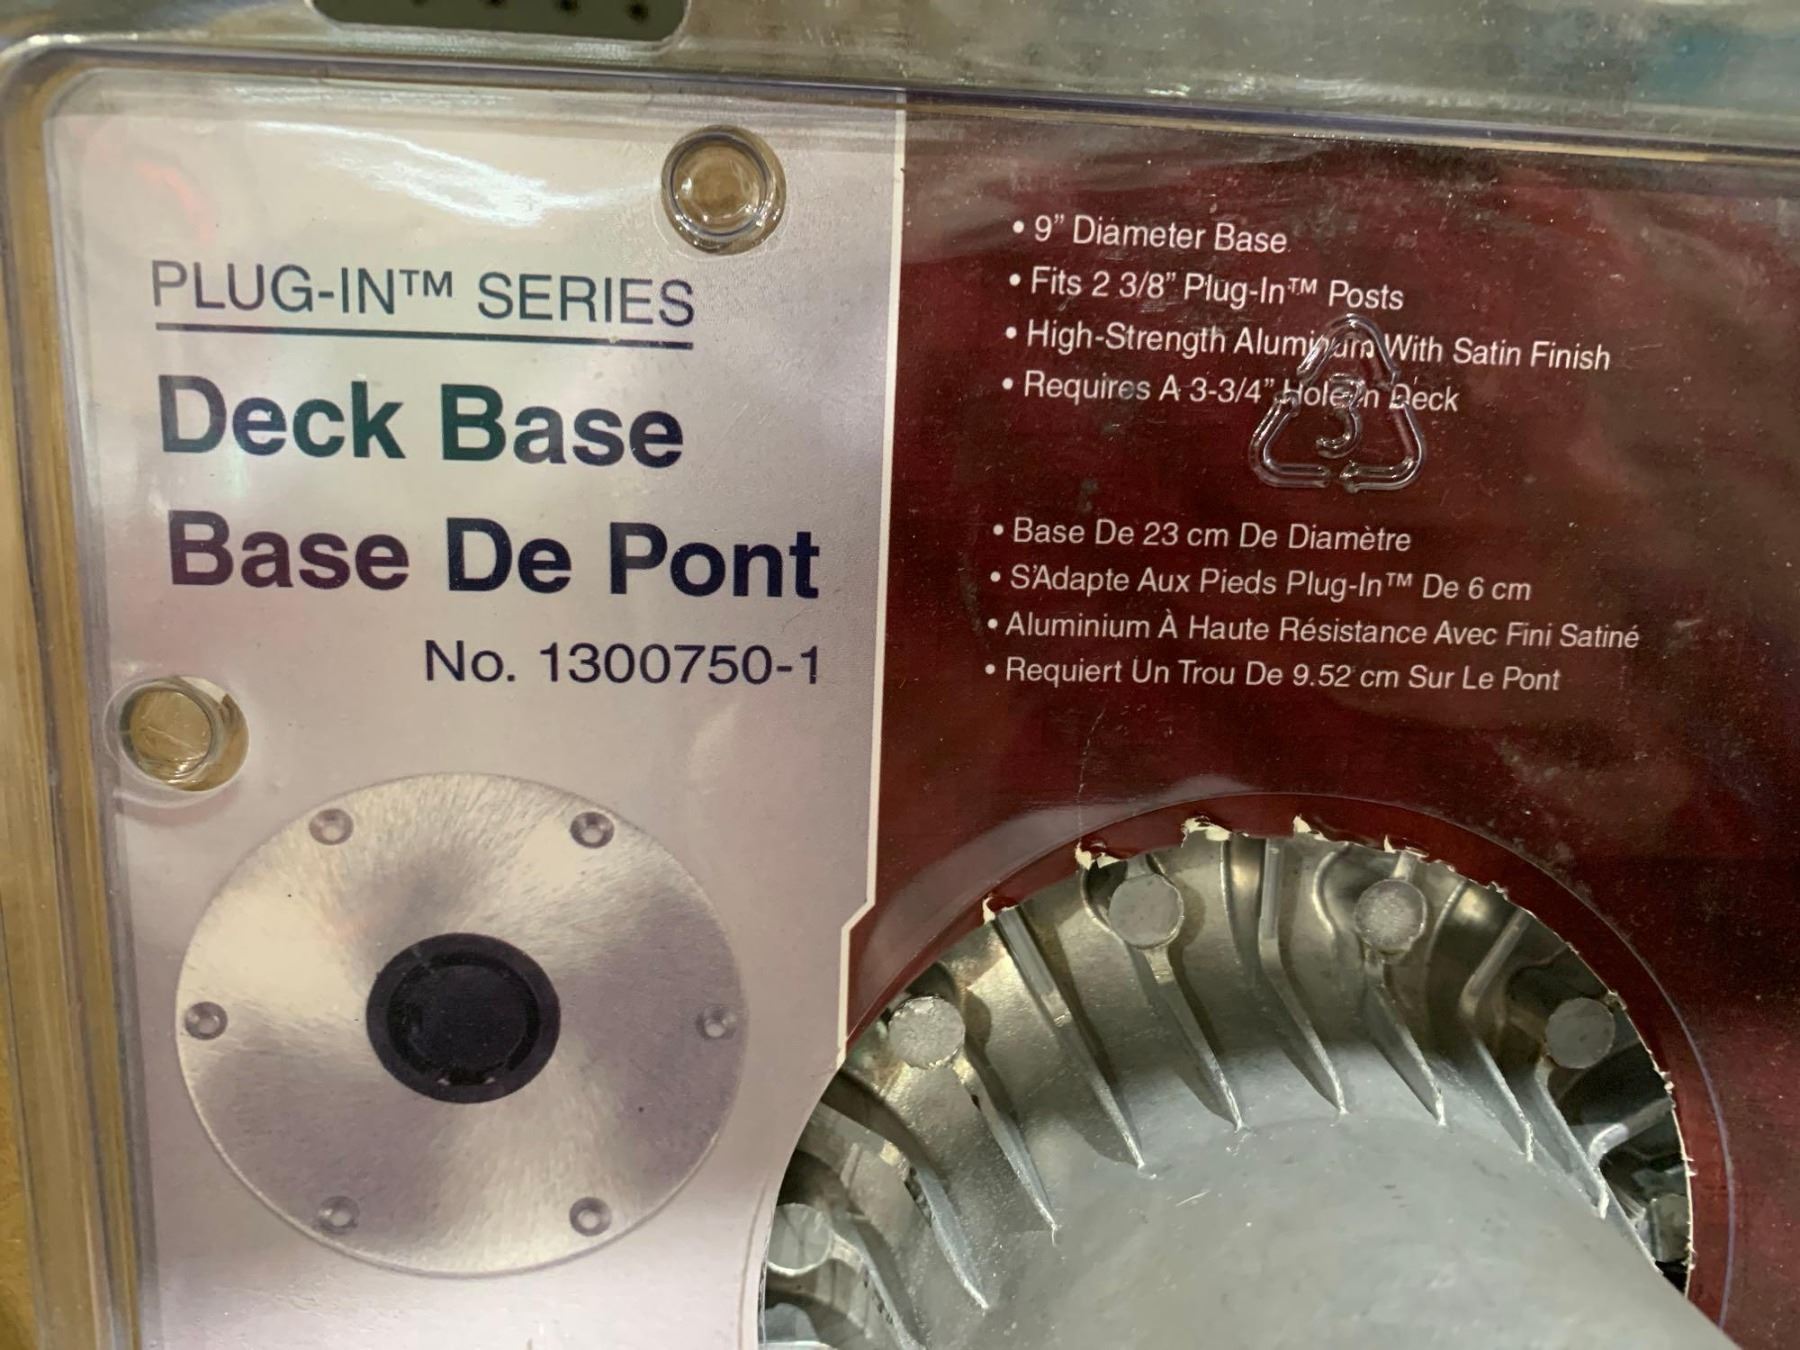 PLUG-IN™ SERIES
Deck Base
Base De Pont
No. 1300750-1
• 9” Diameter Base
• Fits 2 3/8” Plug-In™ Posts
• High-Strength Aluminum With Satin Finish
• Requires A 3-3/4” Hole In Deck
3
• Base De 23 cm De Diamètre
• S’Adapte Aux Pieds Plug-In™ De 6 cm
• Aluminium À Haute Résistance Avec Fini Satiné
• Requiert Un Trou De 9.52 cm Sur Le Pont